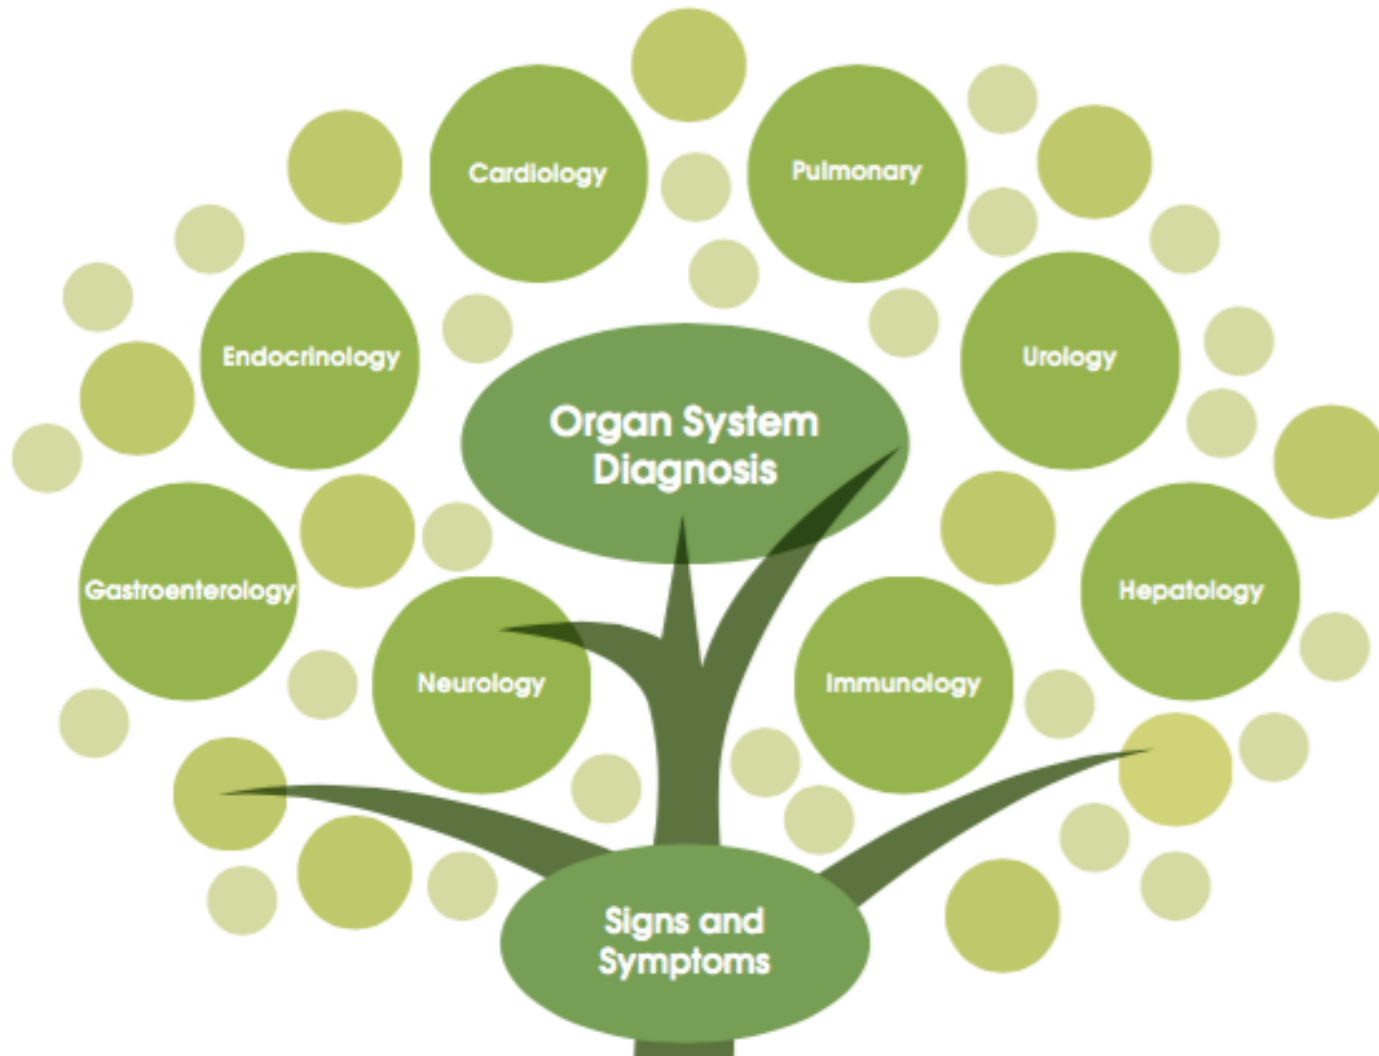 Cardiology
Pulmonary
Endocrinology
Urology
Organ System
Diagnosis
Gastroenterology
Hepatology
Neurology
Immunology
Signs and
Symptoms